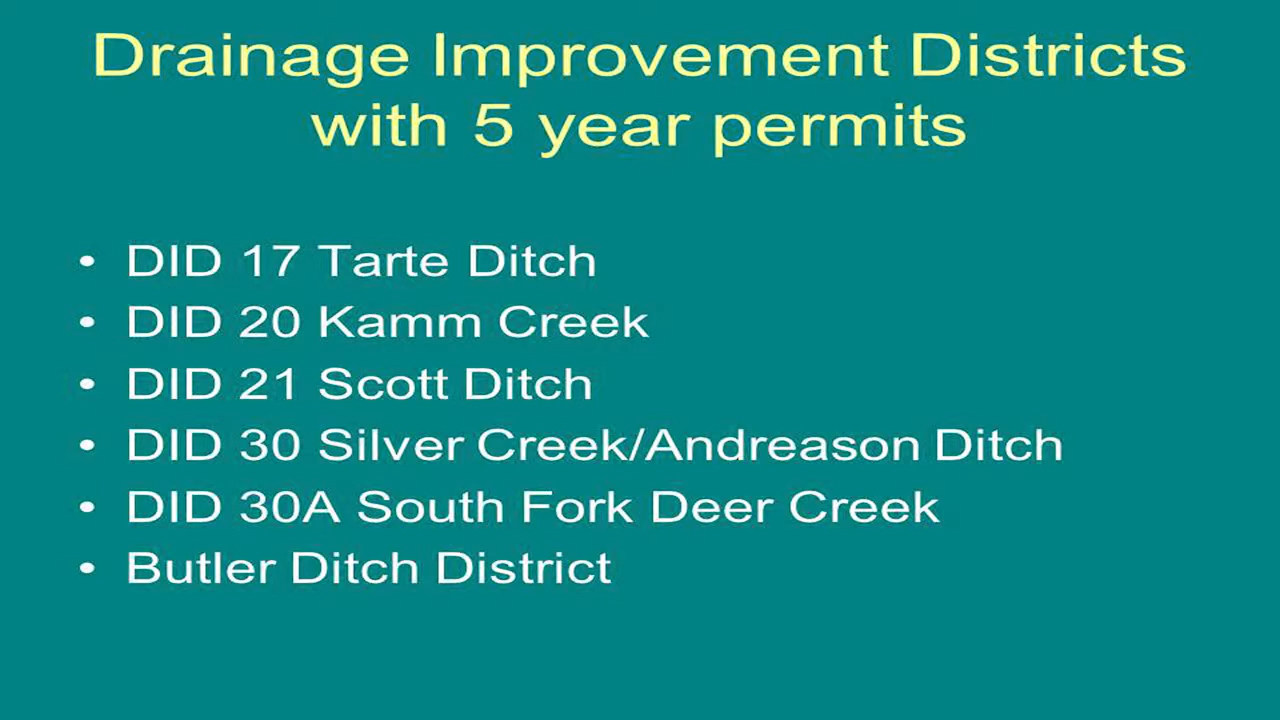 Drainage Improvement Districts
with 5 year permits
• DID 17 Tarte Ditch
• DID 20 Kamm Creek
• DID 21 Scott Ditch
• DID 30 Silver Creek/Andreason Ditch
• DID 30A South Fork Deer Creek
• Butler Ditch District